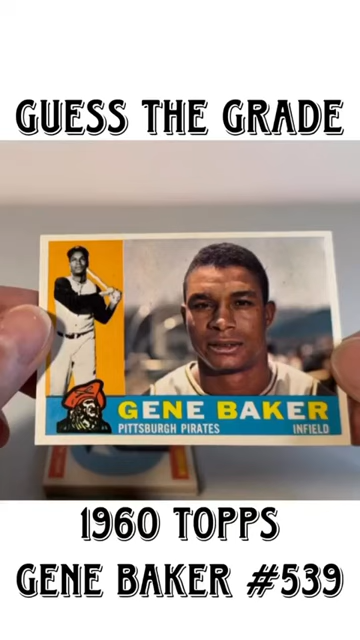 GUESS THE GRADE
GENE BAKER
PITTSBURGH PIRATES INFIELD
1960 TOPPS
GENE BAKER #539